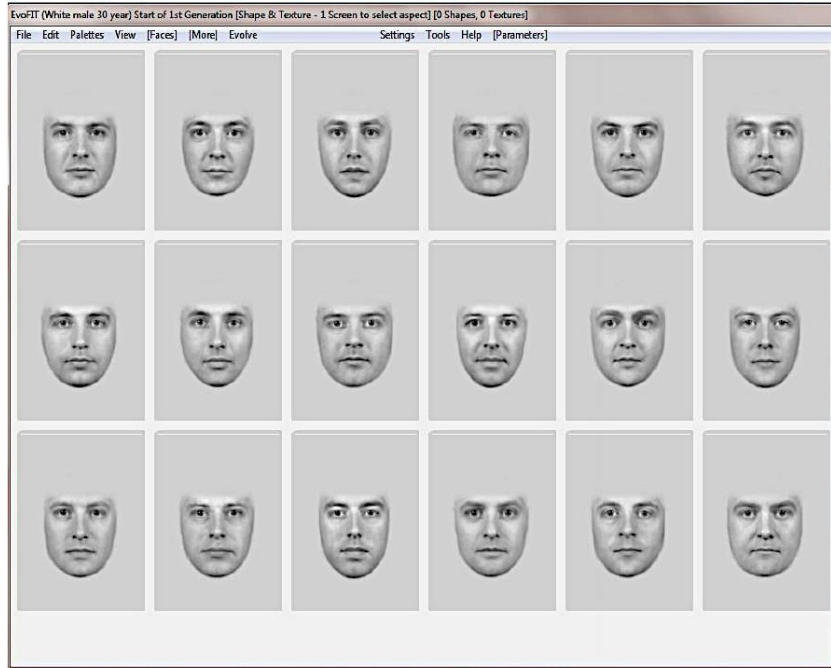 EvoFIT (White male 30 year) Start of 1st Generation [Shape & Texture - 1 Screen to select aspect] [0 Shapes, 0 Textures]
File Edit Palettes View [Faces] [More] Evolve Settings Tools Help [Parameters]